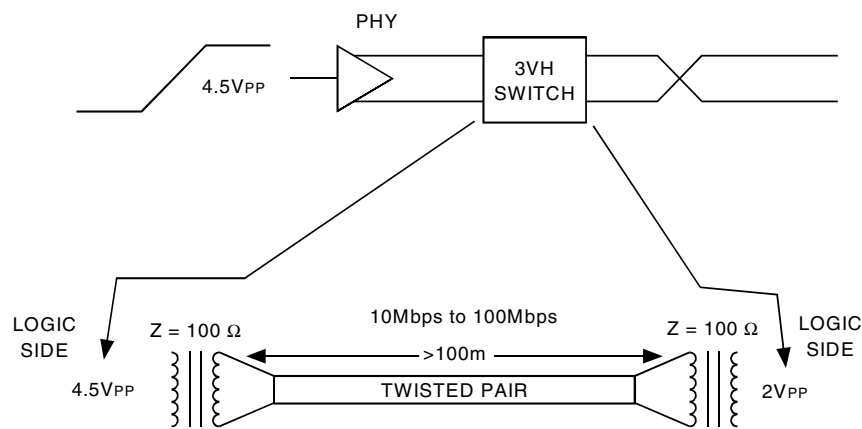 PHY
4.5VPP
3VH
SWITCH
10Mbps to 100Mbps
LOGIC
SIDE
Z = 100 Ω
Z = 100 Ω
LOGIC
SIDE
>100m
4.5VPP
TWISTED PAIR
2VPP